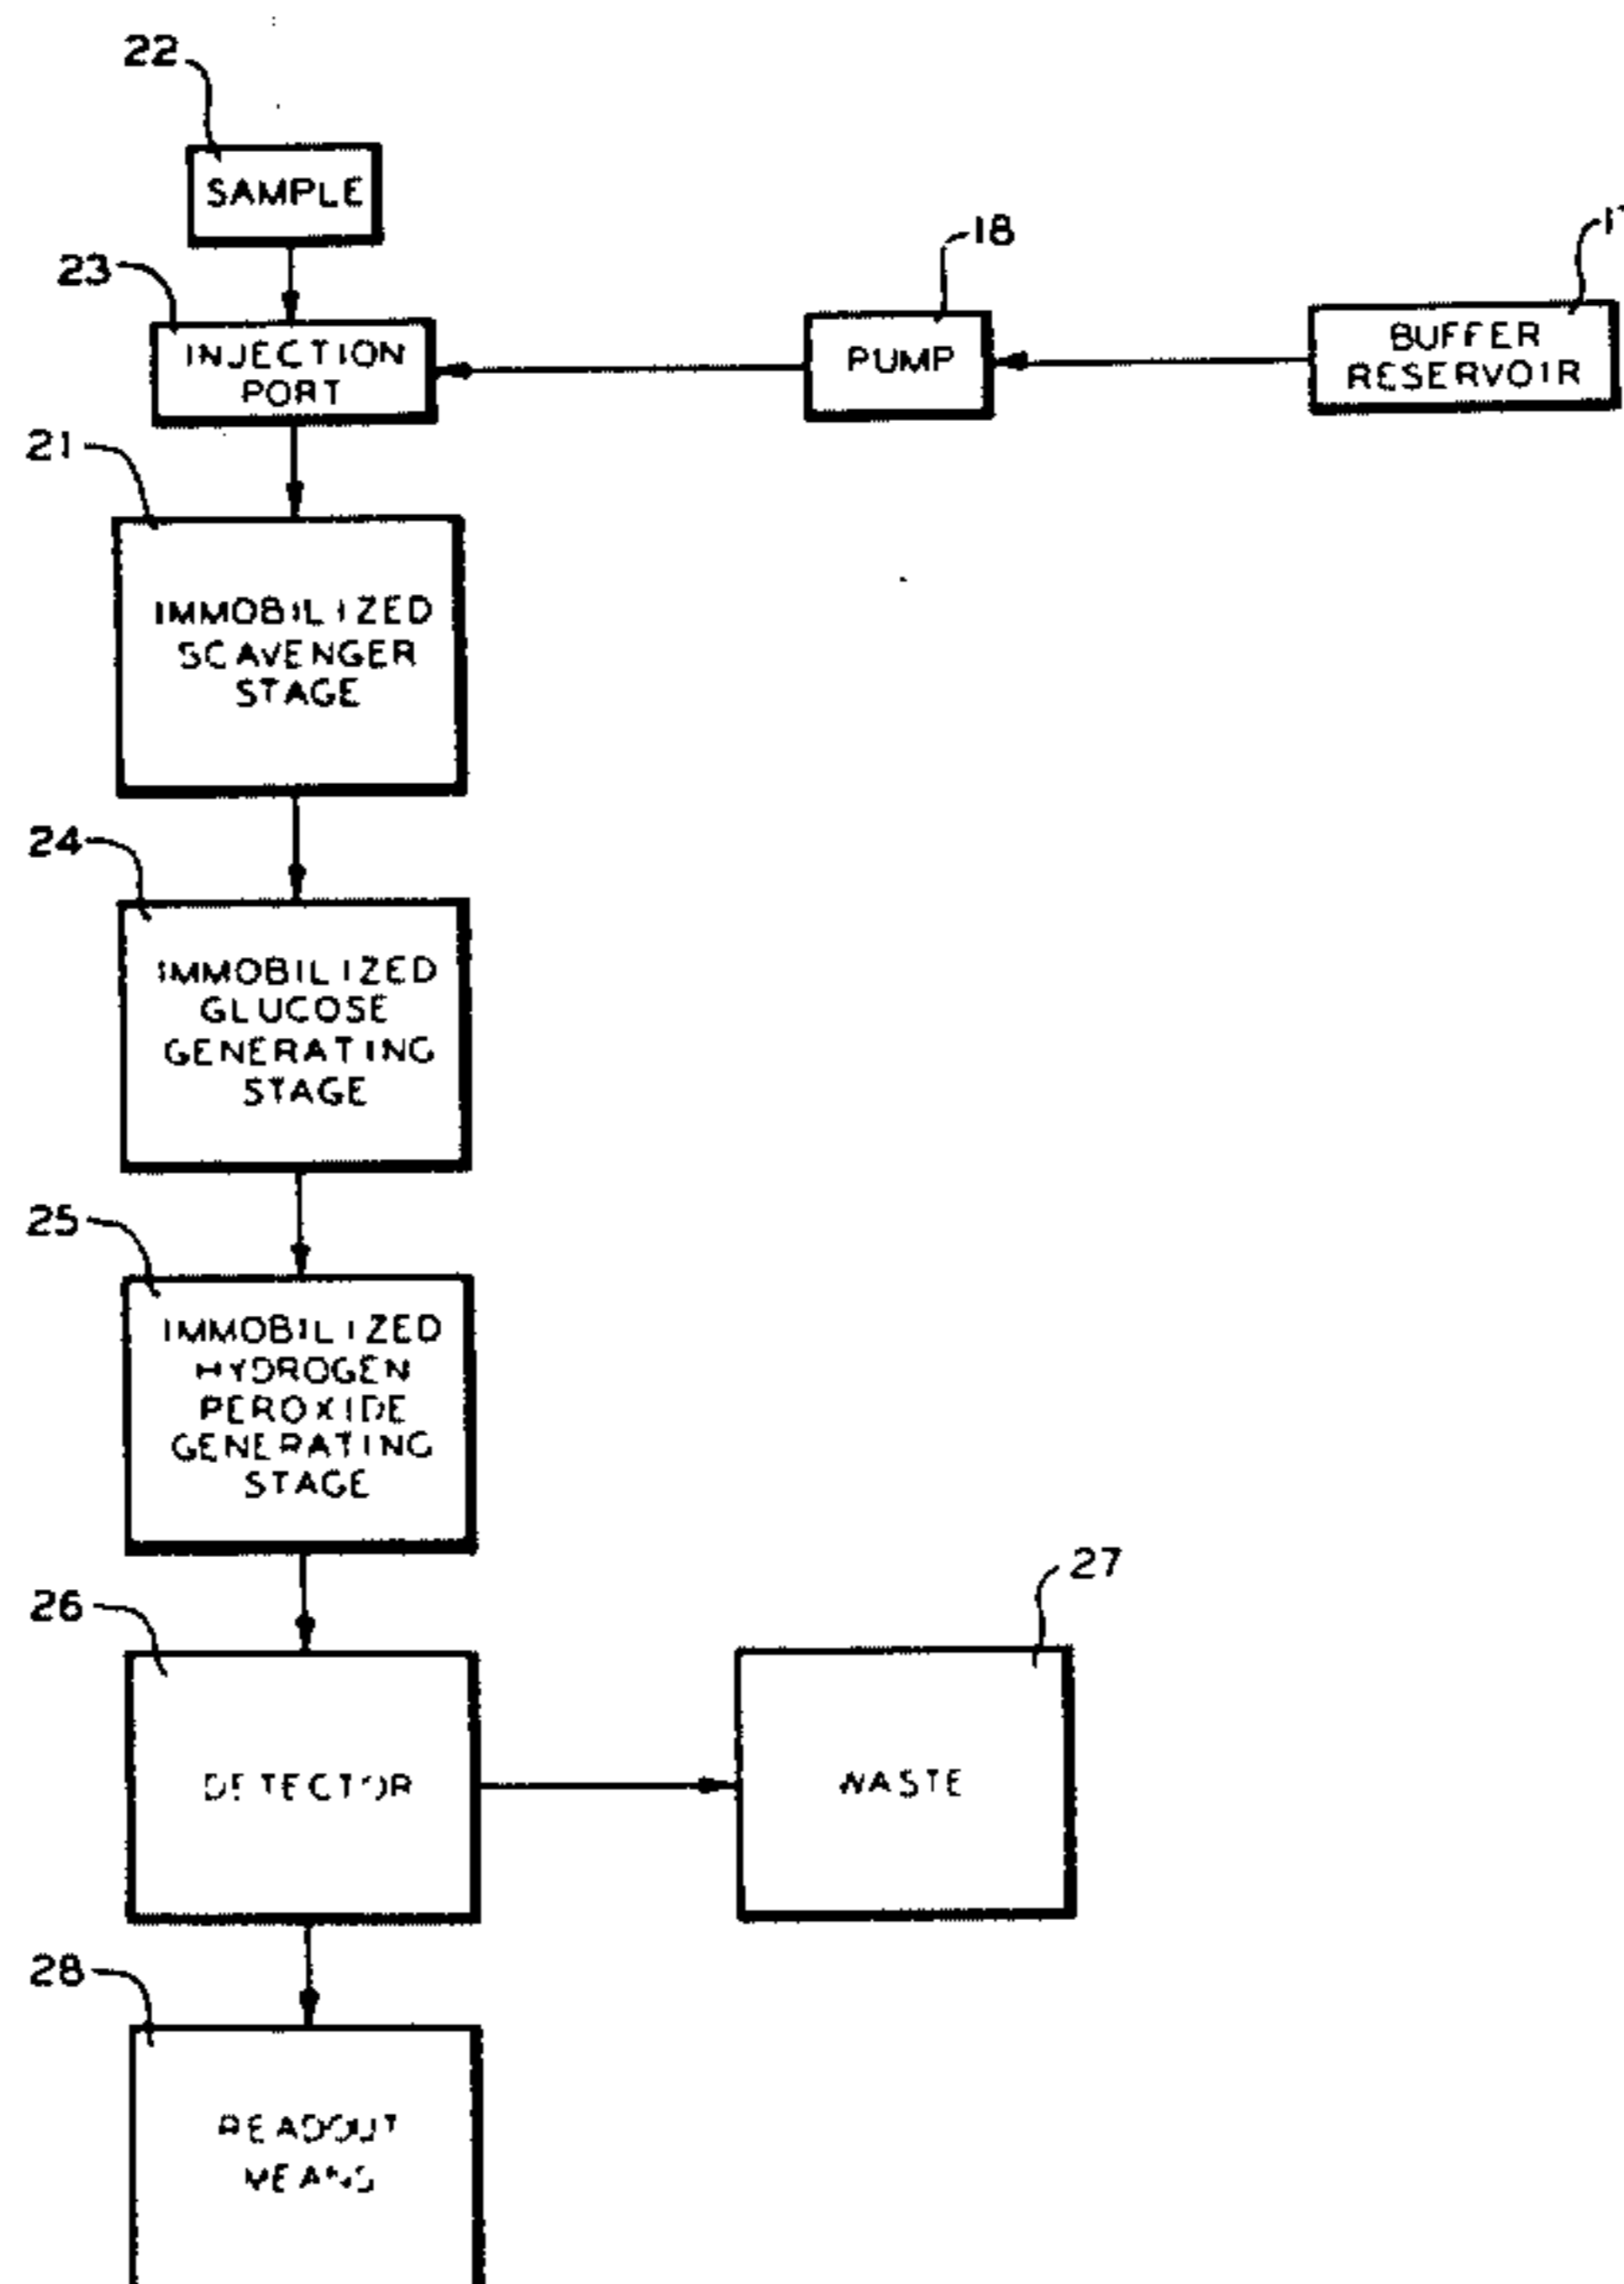 22
SAMPLE
18
23
INJECTION
PORT
PUMP
BUFFER
RESERVOIR
21
IMMOBILIZED
SCAVENGER
STAGE
24
IMMOBILIZED
GLUCOSE
GENERATING
STAGE
25
IMMOBILIZED
HYDROGEN
PEROXIDE
GENERATING
STAGE
26
27
DETECTOR
WASTE
28
READOUT
MEANS